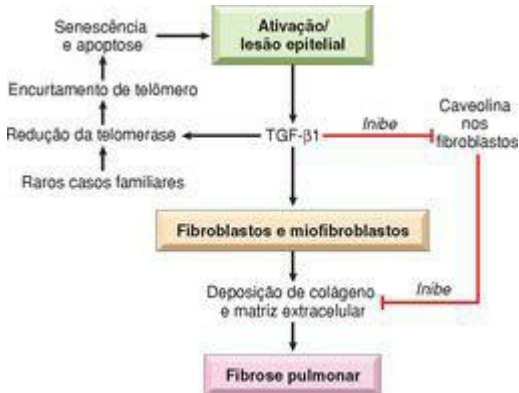 Senescência
e apoptose
Ativação/
lesão epitelial
Encurtamento de telômero
Redução da telomerase
TGF-β1
Inibe
Caveolina
nos
fibroblastos
Raros casos familiares
Fibroblastos e miofibroblastos
Deposição de colágeno
e matriz extracelular
Inibe
Fibrose pulmonar